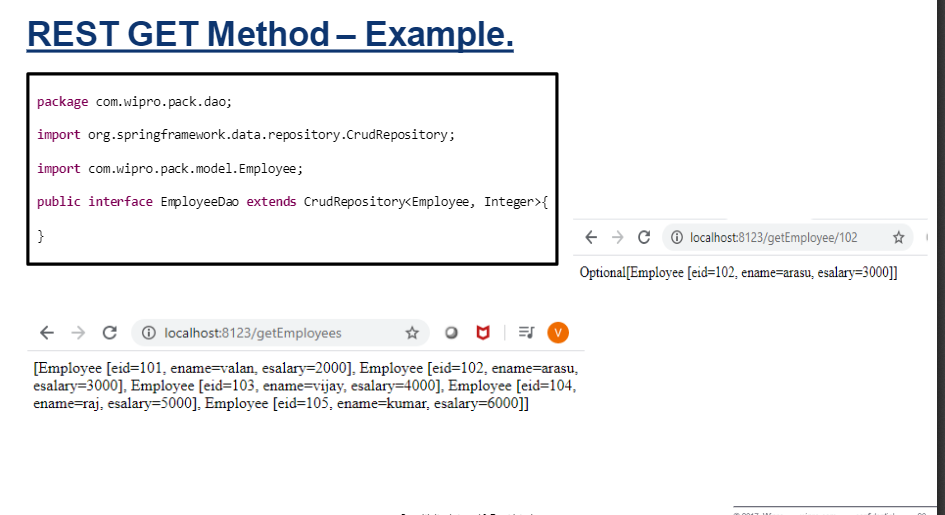 REST GET Method – Example.
package com.wipro.pack.dao;
import org.springframework.data.repository.CrudRepository;
import com.wipro.pack.model.Employee;
public interface EmployeeDao extends CrudRepository<Employee, Integer>{
}
localhost:8123/getEmployee/102
Optional[Employee [eid=102, ename=arasu, esalary=3000]]
localhost:8123/getEmployees
V
[Employee [eid=101, ename=valan, esalary=2000], Employee [eid=102, ename=arasu,
esalary=3000], Employee [eid=103, ename=vijay, esalary=4000], Employee [eid=104,
ename=raj, esalary=5000], Employee [eid=105, ename=kumar, esalary=6000]]